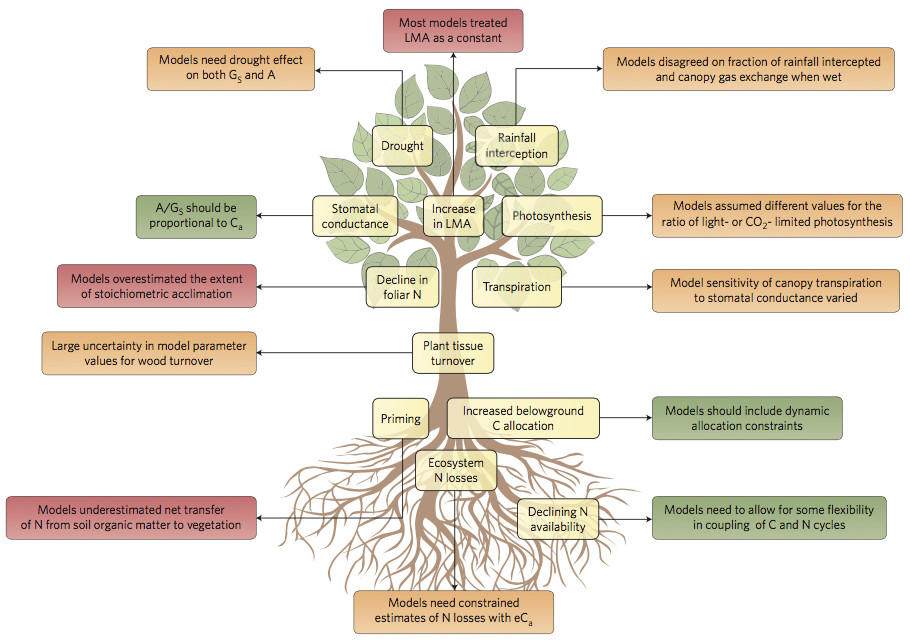 Most models treated
LMA as a constant
Models need drought effect
on both GS and A
Models disagreed on fraction of rainfall intercepted
and canopy gas exchange when wet
Drought
Rainfall
interception
A/GS should be
proportional to Ca
Stomatal
conductance
Increase
in LMA
Photosynthesis
Models assumed different values for the
ratio of light- or CO2- limited photosynthesis
Models overestimated the extent
of stoichiometric acclimation
Decline in
foliar N
Transpiration
Model sensitivity of canopy transpiration
to stomatal conductance varied
Large uncertainty in model parameter
values for wood turnover
Plant tissue
turnover
Priming
Increased belowground
C allocation
Models should include dynamic
allocation constraints
Ecosystem
N losses
Models underestimated net transfer
of N from soil organic matter to vegetation
Declining N
availability
Models need to allow for some flexibility
in coupling of C and N cycles
Models need constrained
estimates of N losses with eCa